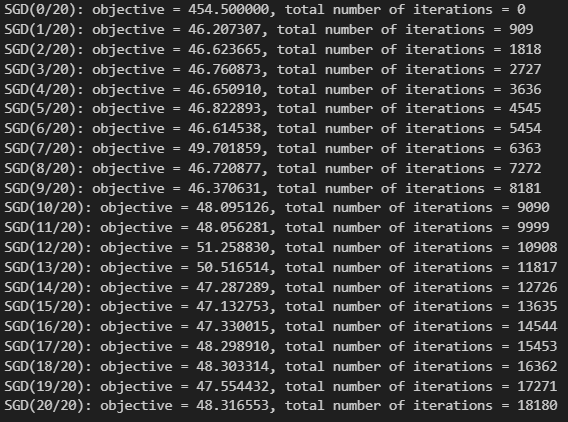 SGD(0/20): objective = 454.500000, total number of iterations = 0
SGD(1/20): objective = 46.207307, total number of iterations = 909
SGD(2/20): objective = 46.623665, total number of iterations = 1818
SGD(3/20): objective = 46.760873, total number of iterations = 2727
SGD(4/20): objective = 46.650910, total number of iterations = 3636
SGD(5/20): objective = 46.822893, total number of iterations = 4545
SGD(6/20): objective = 46.614538, total number of iterations = 5454
SGD(7/20): objective = 49.701859, total number of iterations = 6363
SGD(8/20): objective = 46.720877, total number of iterations = 7272
SGD(9/20): objective = 46.370631, total number of iterations = 8181
SGD(10/20): objective = 48.095126, total number of iterations = 9090
SGD(11/20): objective = 48.056281, total number of iterations = 9999
SGD(12/20): objective = 51.258830, total number of iterations = 10908
SGD(13/20): objective = 50.516514, total number of iterations = 11817
SGD(14/20): objective = 47.287289, total number of iterations = 12726
SGD(15/20): objective = 47.132753, total number of iterations = 13635
SGD(16/20): objective = 47.330015, total number of iterations = 14544
SGD(17/20): objective = 48.298910, total number of iterations = 15453
SGD(18/20): objective = 48.303314, total number of iterations = 16362
SGD(19/20): objective = 47.554432, total number of iterations = 17271
SGD(20/20): objective = 48.316553, total number of iterations = 18180